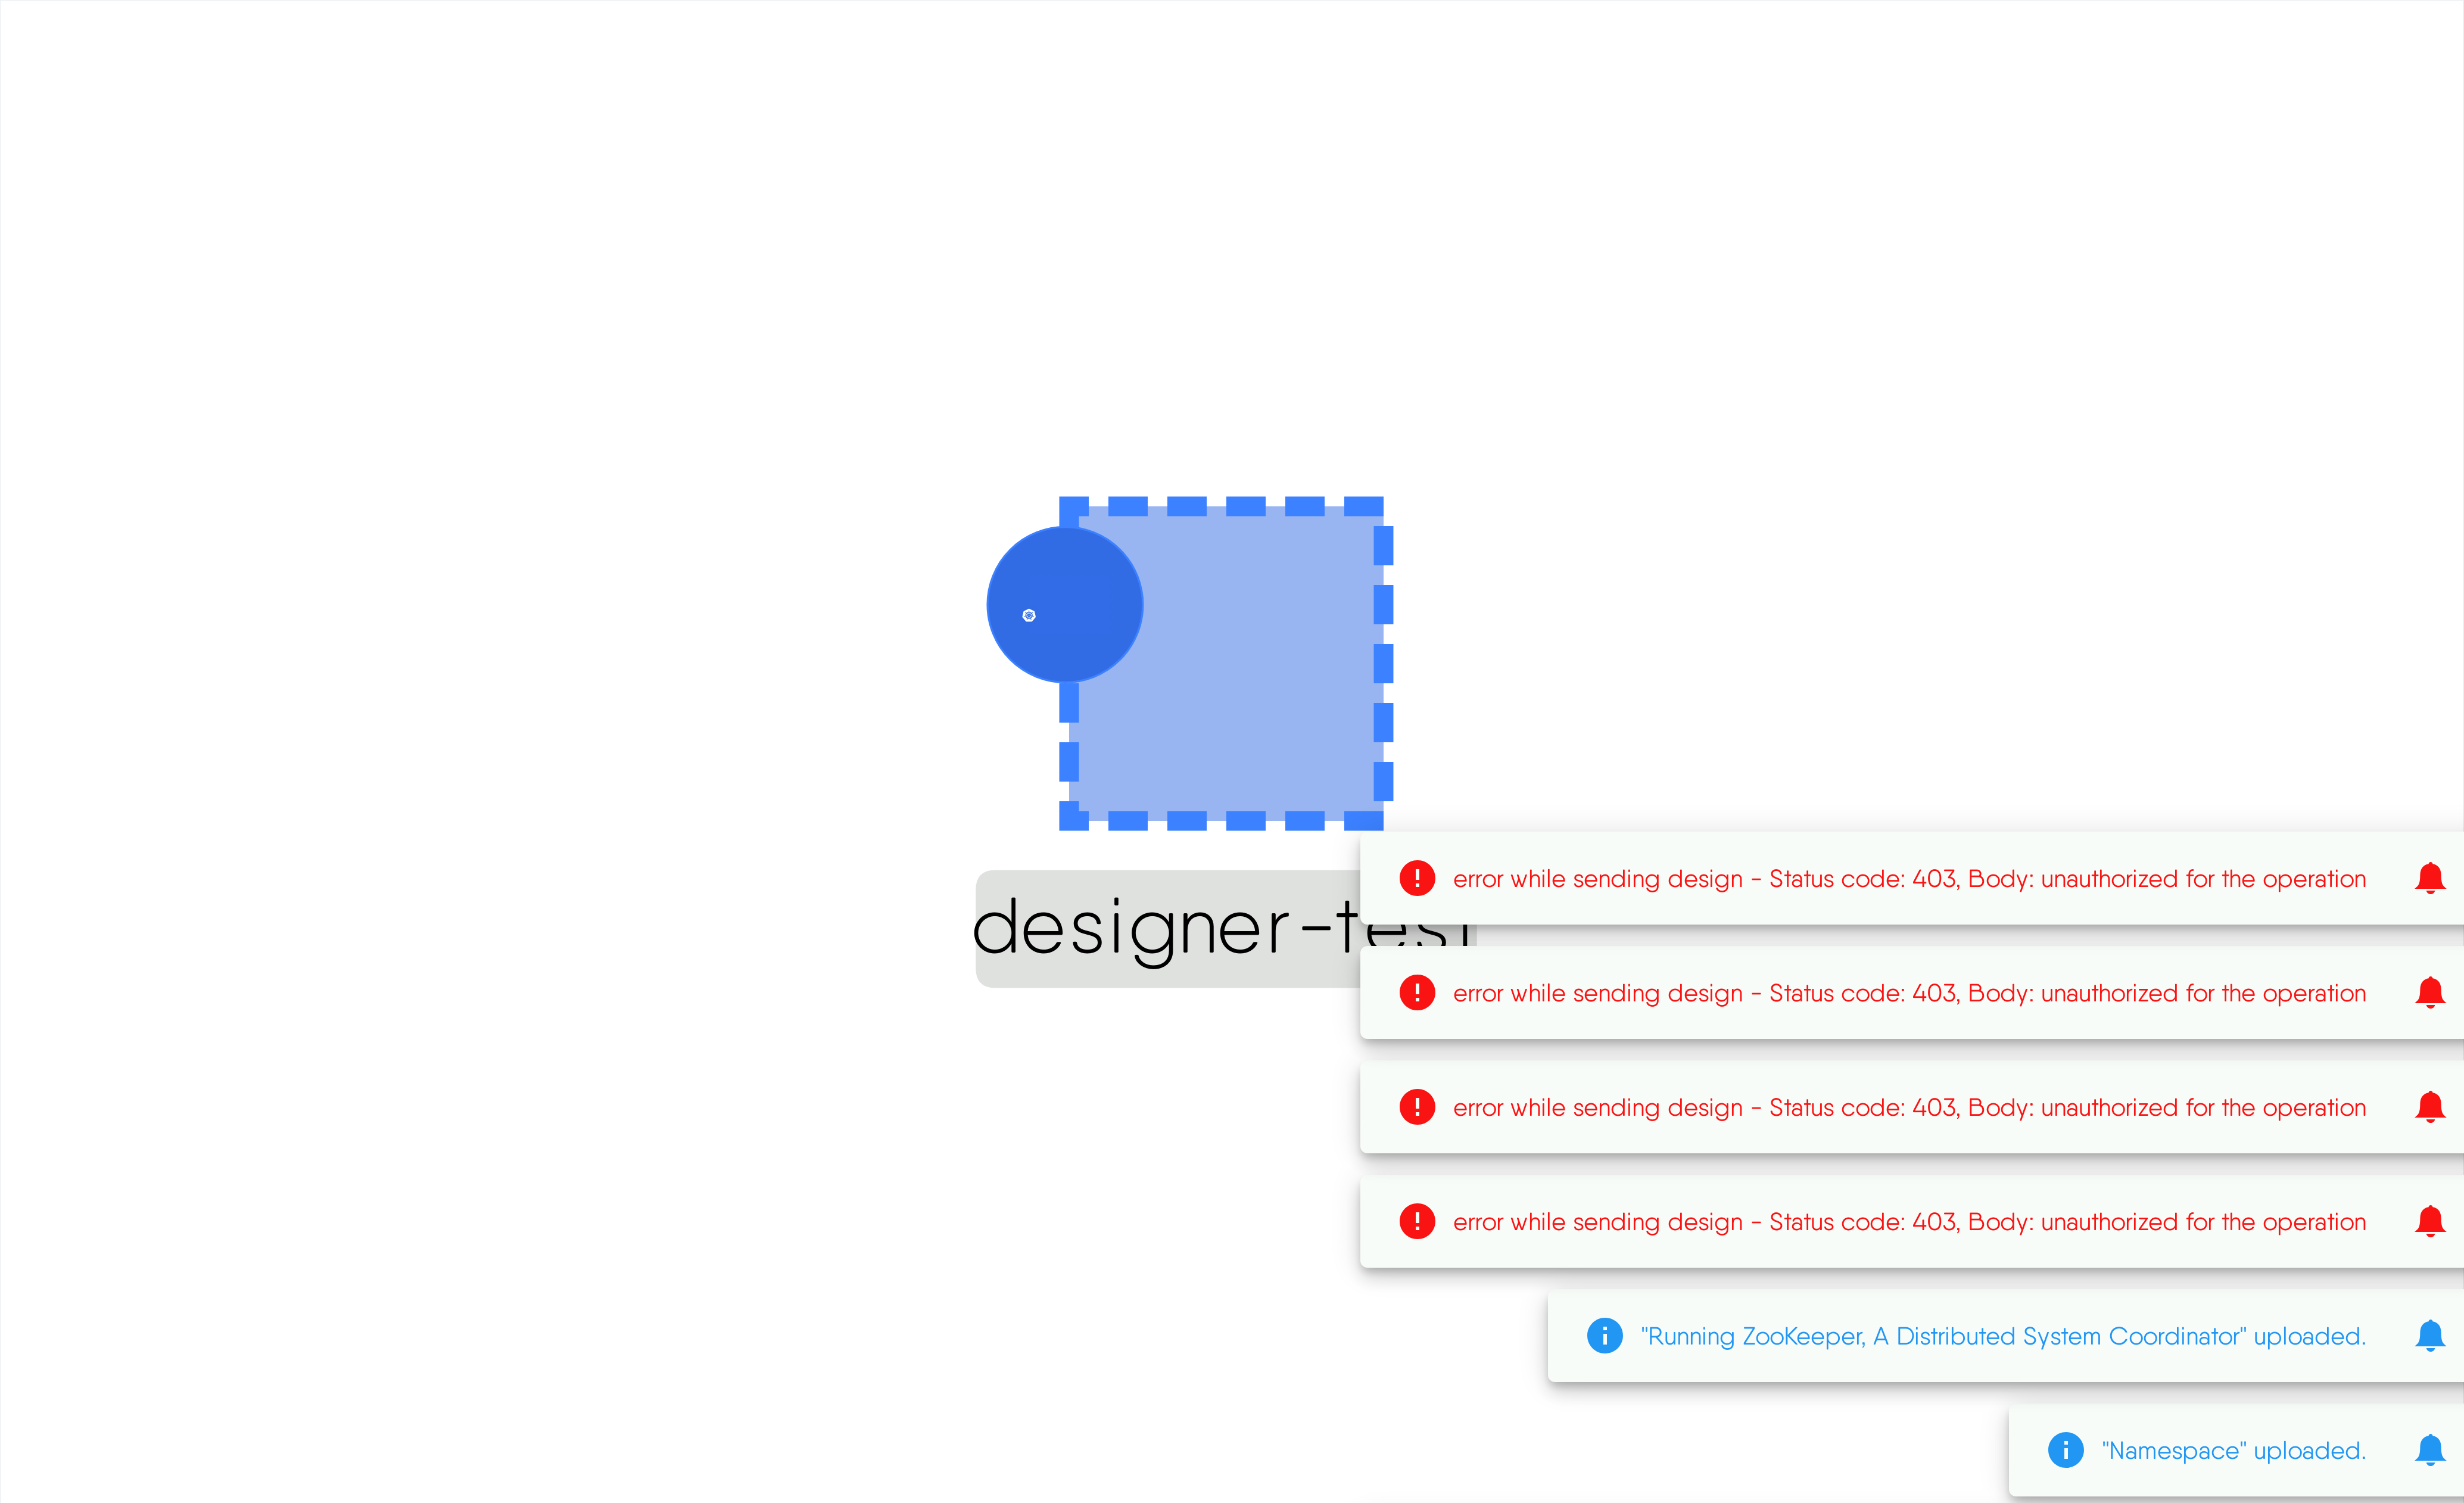 designer-test
error while sending design - Status code: 403, Body: unauthorized for the operation
error while sending design - Status code: 403, Body: unauthorized for the operation
error while sending design - Status code: 403, Body: unauthorized for the operation
error while sending design - Status code: 403, Body: unauthorized for the operation
"Running ZooKeeper, A Distributed System Coordinator" uploaded.
"Namespace" uploaded.